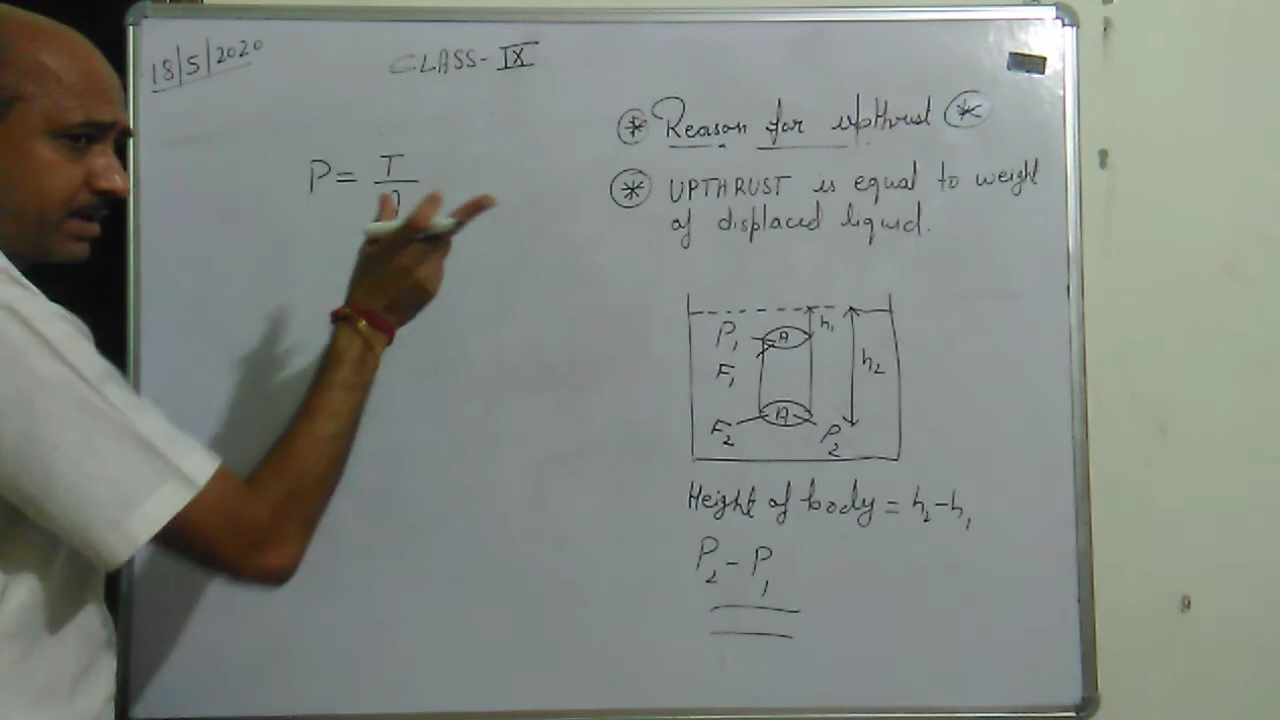 18/5/2020
CLASS-IX
P = T
* Reason for upthrust *
* UPTHRUST is equal to weight
of displaced liquid.
P₁
A
h₁
F₁
h₂
A
F₂
P₂
Height of body = h₂-h₁
P₂ - P₁